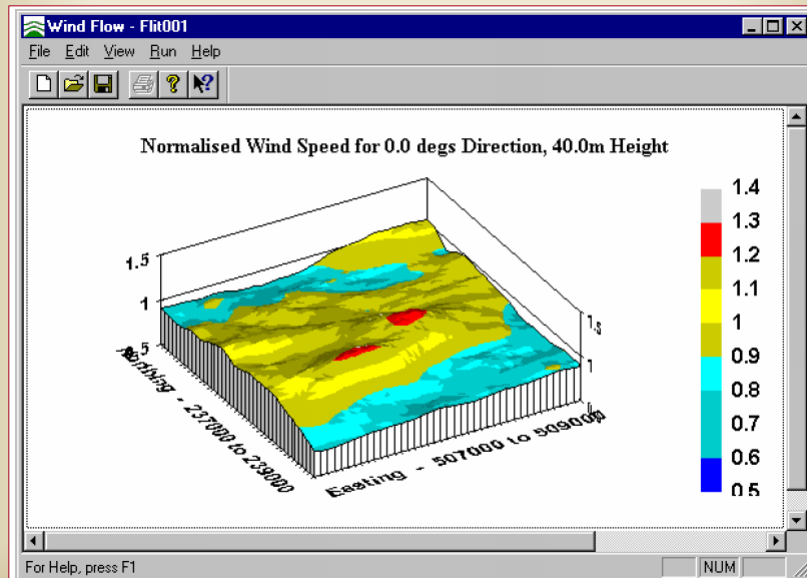 Wind Flow - Flit001
File Edit View Run Help
Normalised Wind Speed for 0.0 degs Direction, 40.0m Height
1.5
1
5
1
Northing - 237000 to 239000
Easting - 507000 to 509000
1.4
1.3
1.2
1.1
1
0.9
0.8
0.7
0.6
0.5
For Help, press F1
NUM